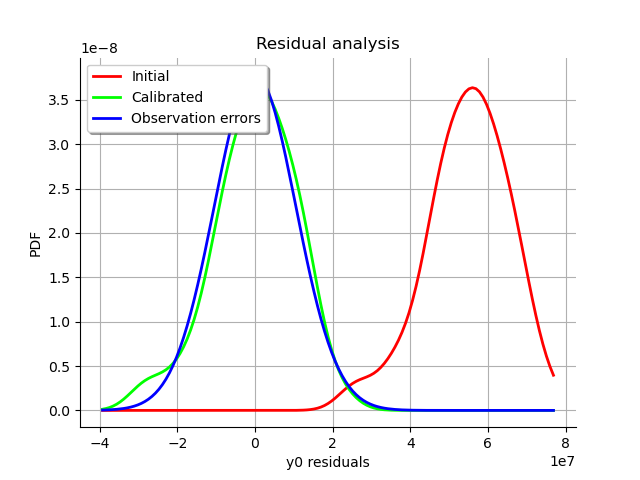 Residual analysis
1e−8
Initial
Calibrated
Observation errors
3.5
3.0
2.5
2.0
1.5
1.0
0.5
0.0
PDF
−4 −2 0 2 4 6 8
1e7
y0 residuals